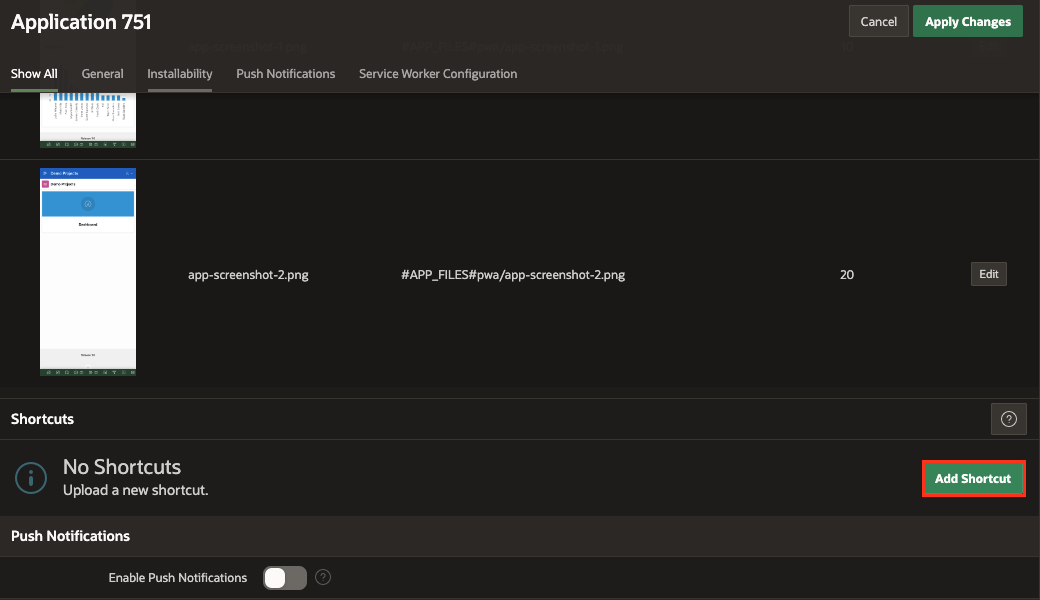 Application 751
Cancel
Apply Changes
Show All
General
Installability
Push Notifications
Service Worker Configuration
Demo Projects
Demo Projects
Dashboard
app-screenshot-2.png
#APP_FILES#pwa/app-screenshot-2.png
20
Edit
Shortcuts
No Shortcuts
Upload a new shortcut.
Add Shortcut
Push Notifications
Enable Push Notifications